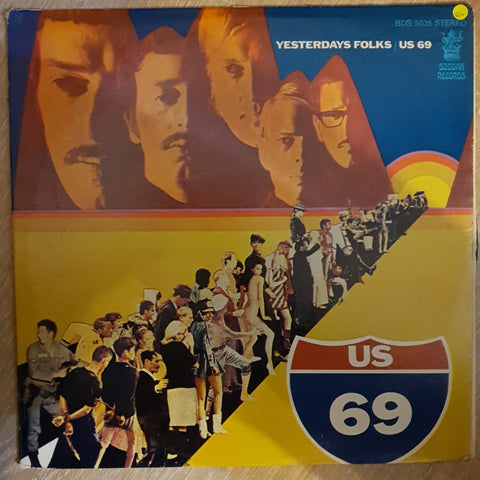 BDS 5035 STEREO
YESTERDAYS FOLKS / US 69
BUDDAH
RECORDS
US
69